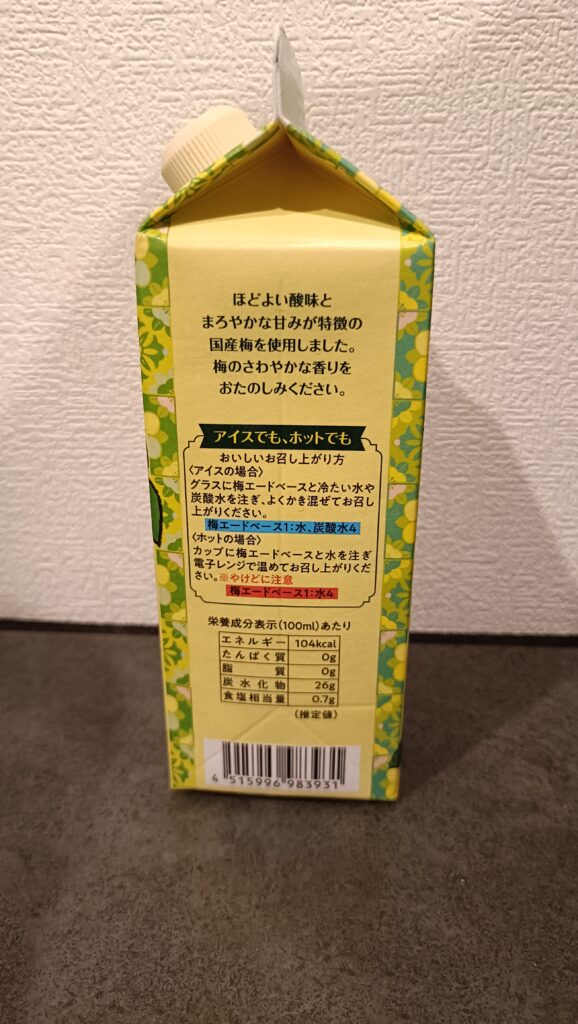 ほどよい酸味と
まろやかな甘みが特徴の
国産梅を使用しました。
梅のさわやかな香りを
おたのしみください。
アイスでも、ホットでも
おいしいお召し上がり方
〈アイスの場合〉
グラスに梅エードベースと冷たい水や
炭酸水を注ぎ、よくかき混ぜてお召し
上がりください。
梅エードベース1:水、炭酸水4
〈ホットの場合〉
カップに梅エードベースと水を注ぎ
電子レンジで温めてお召し上がりくだ
さい。※やけどに注意
梅エードベース1:水4
栄養成分表示(100ml)あたり
エネルギー 104kcal
たんぱく質 0g
脂質 0g
炭水化物 26g
食塩相当量 0.7g
(推定値)
4 515996 983931